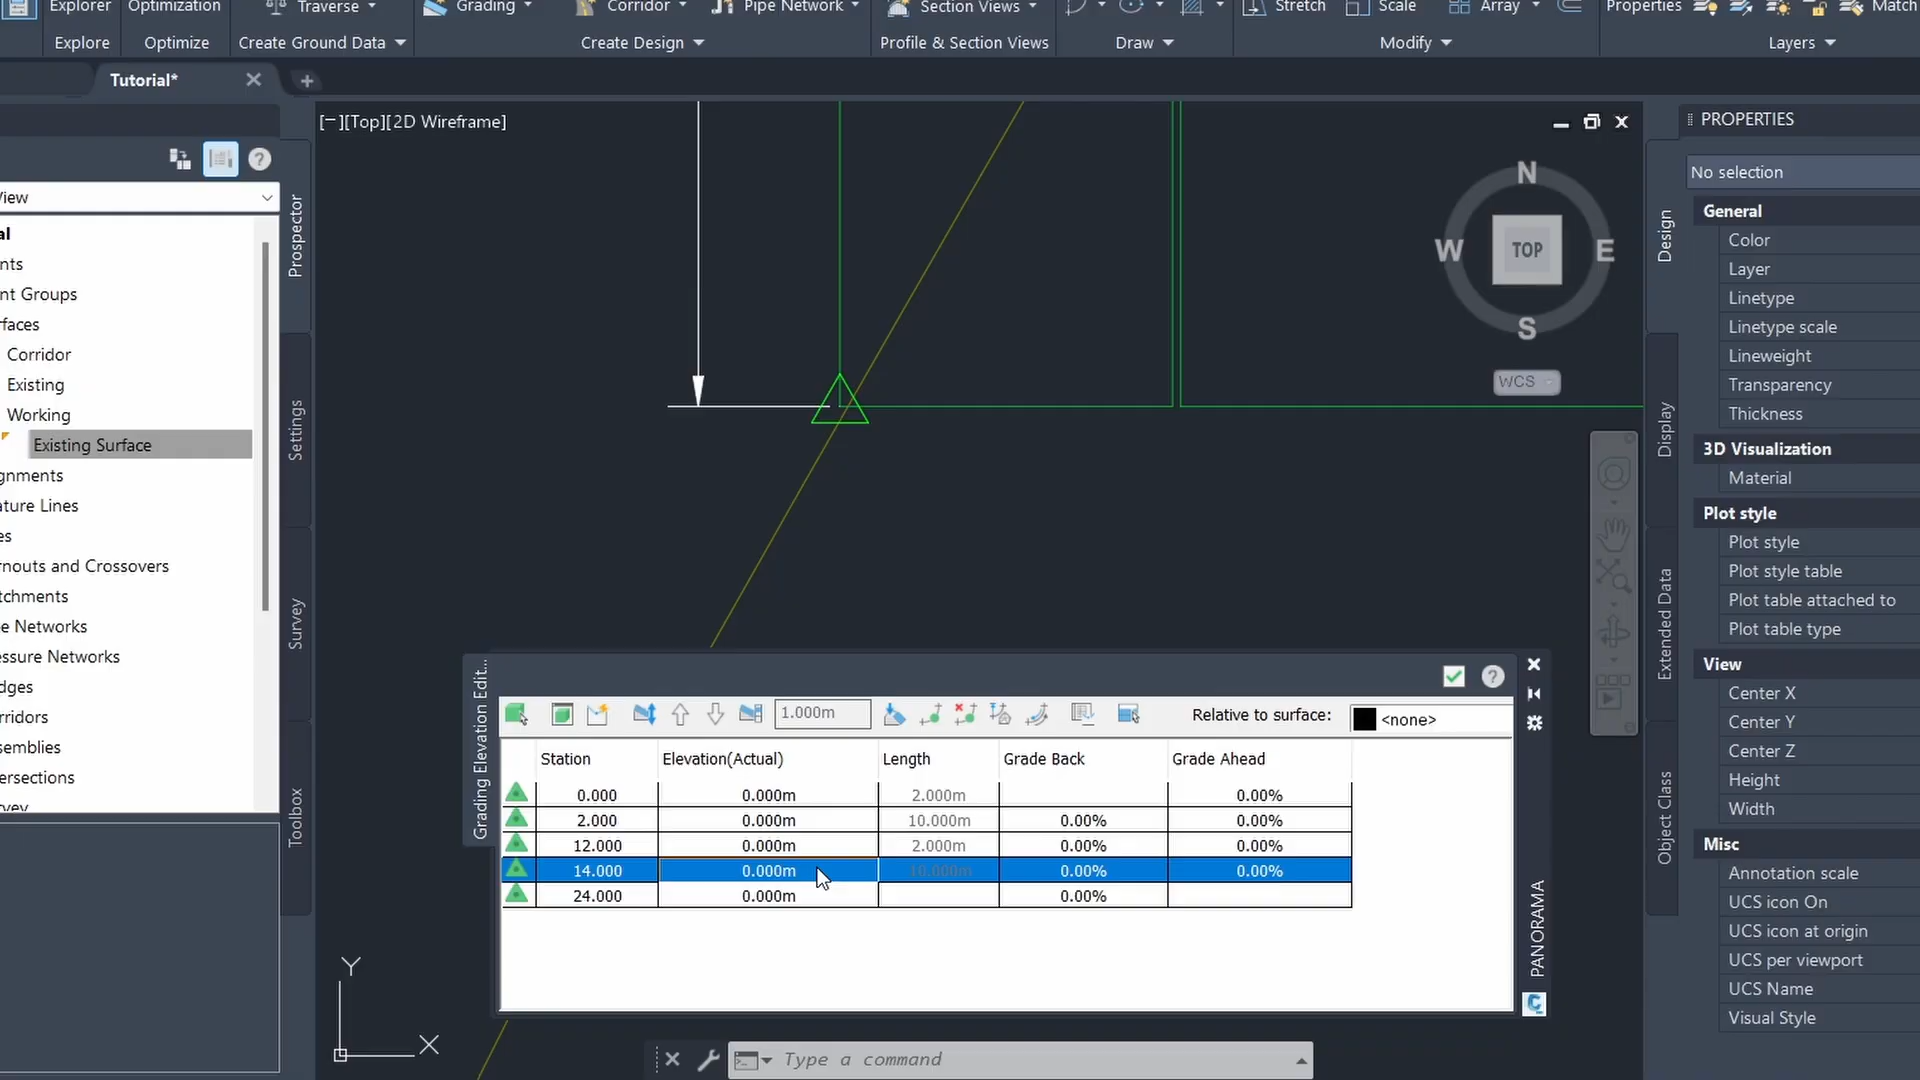 Explorer Optimization Traverse Grading Corridor Pipe Network Section Views Stretch Scale Array Properties Match
Explore Optimize Create Ground Data Create Design Profile & Section Views Draw Modify Layers
Tutorial*
[−][Top][2D Wireframe]
View
al
nts
nt Groups
faces
Corridor
Existing
Working
Existing Surface
gnments
ature Lines
es
rnouts and Crossovers
tchments
e Networks
essure Networks
dges
rridors
semblies
ersections
rvey
Prospector
Settings
Survey
Toolbox
N
W TOP E
S
WCS
Y
X
Grading Elevation Edit...
1.000m Relative to surface: <none>
Station Elevation(Actual) Length Grade Back Grade Ahead
0.000 0.000m 2.000m 0.00%
2.000 0.000m 10.000m 0.00% 0.00%
12.000 0.000m 2.000m 0.00% 0.00%
14.000 0.000m 10.000m 0.00% 0.00%
24.000 0.000m 0.00%
PANORAMA
Type a command
Design
Display
Extended Data
Object Class
PROPERTIES
No selection
General
Color
Layer
Linetype
Linetype scale
Lineweight
Transparency
Thickness
3D Visualization
Material
Plot style
Plot style
Plot style table
Plot table attached to
Plot table type
View
Center X
Center Y
Center Z
Height
Width
Misc
Annotation scale
UCS icon On
UCS icon at origin
UCS per viewport
UCS Name
Visual Style